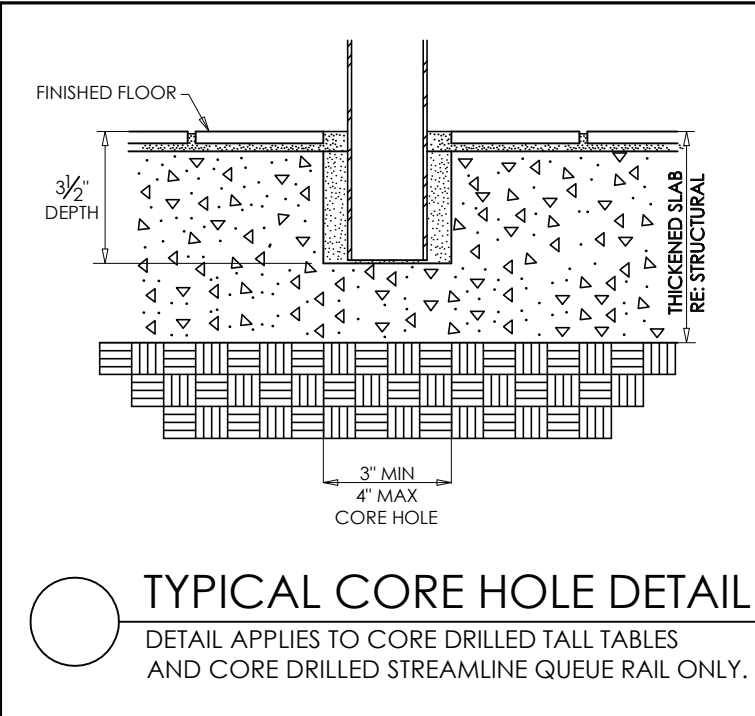 FINISHED FLOOR
3½"
DEPTH
THICKENED SLAB
RE: STRUCTURAL
3" MIN
4" MAX
CORE HOLE
TYPICAL CORE HOLE DETAIL
DETAIL APPLIES TO CORE DRILLED TALL TABLES
AND CORE DRILLED STREAMLINE QUEUE RAIL ONLY.